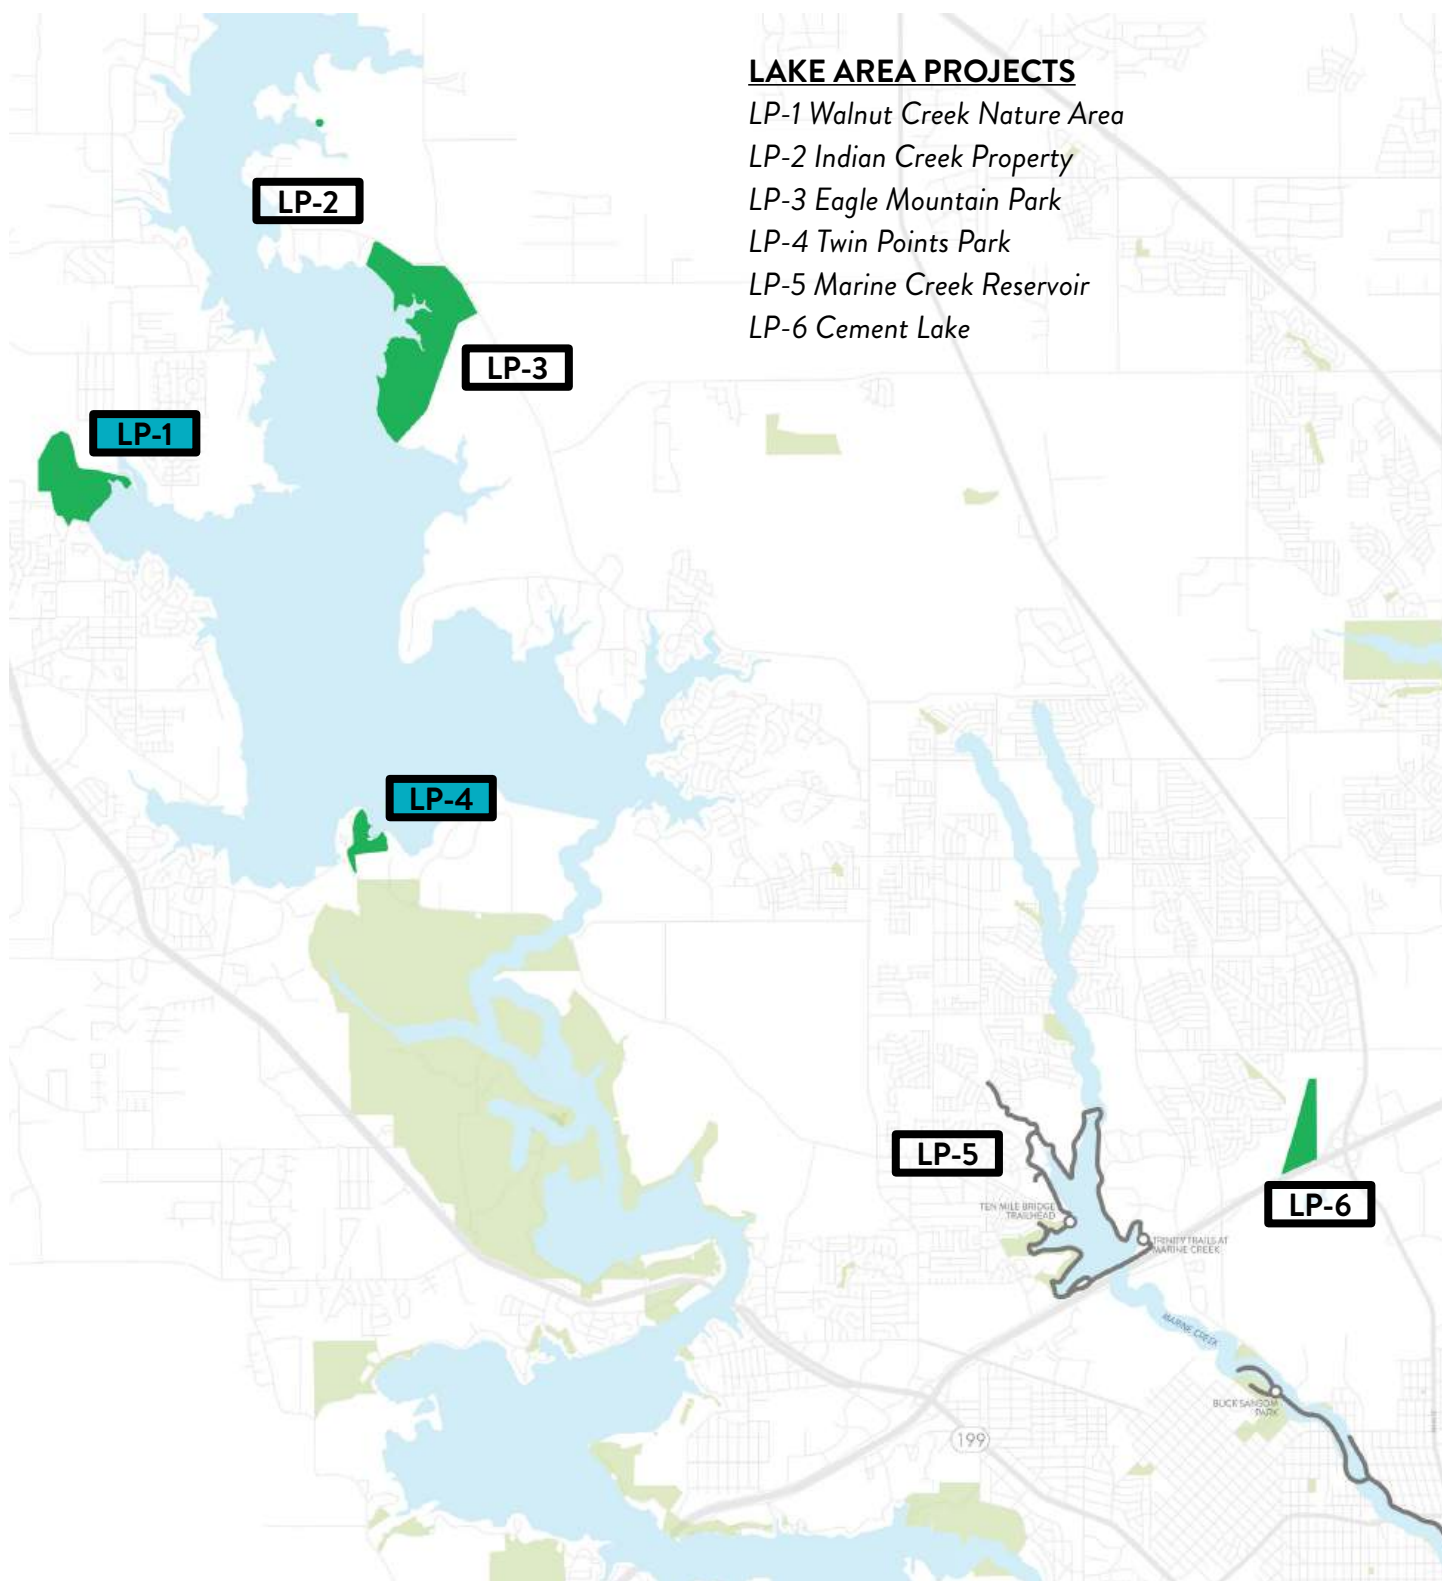 LAKE AREA PROJECTS
LP-1 Walnut Creek Nature Area
LP-2 Indian Creek Property
LP-3 Eagle Mountain Park
LP-4 Twin Points Park
LP-5 Marine Creek Reservoir
LP-6 Cement Lake
LP-2
LP-3
LP-1
LP-4
LP-5
LP-6
TEN MILE BRIDGE
TRAILHEAD
TRINITY TRAILS AT
MARINE CREEK
MARINE CREEK
BUCK SANSOM
PARK
199